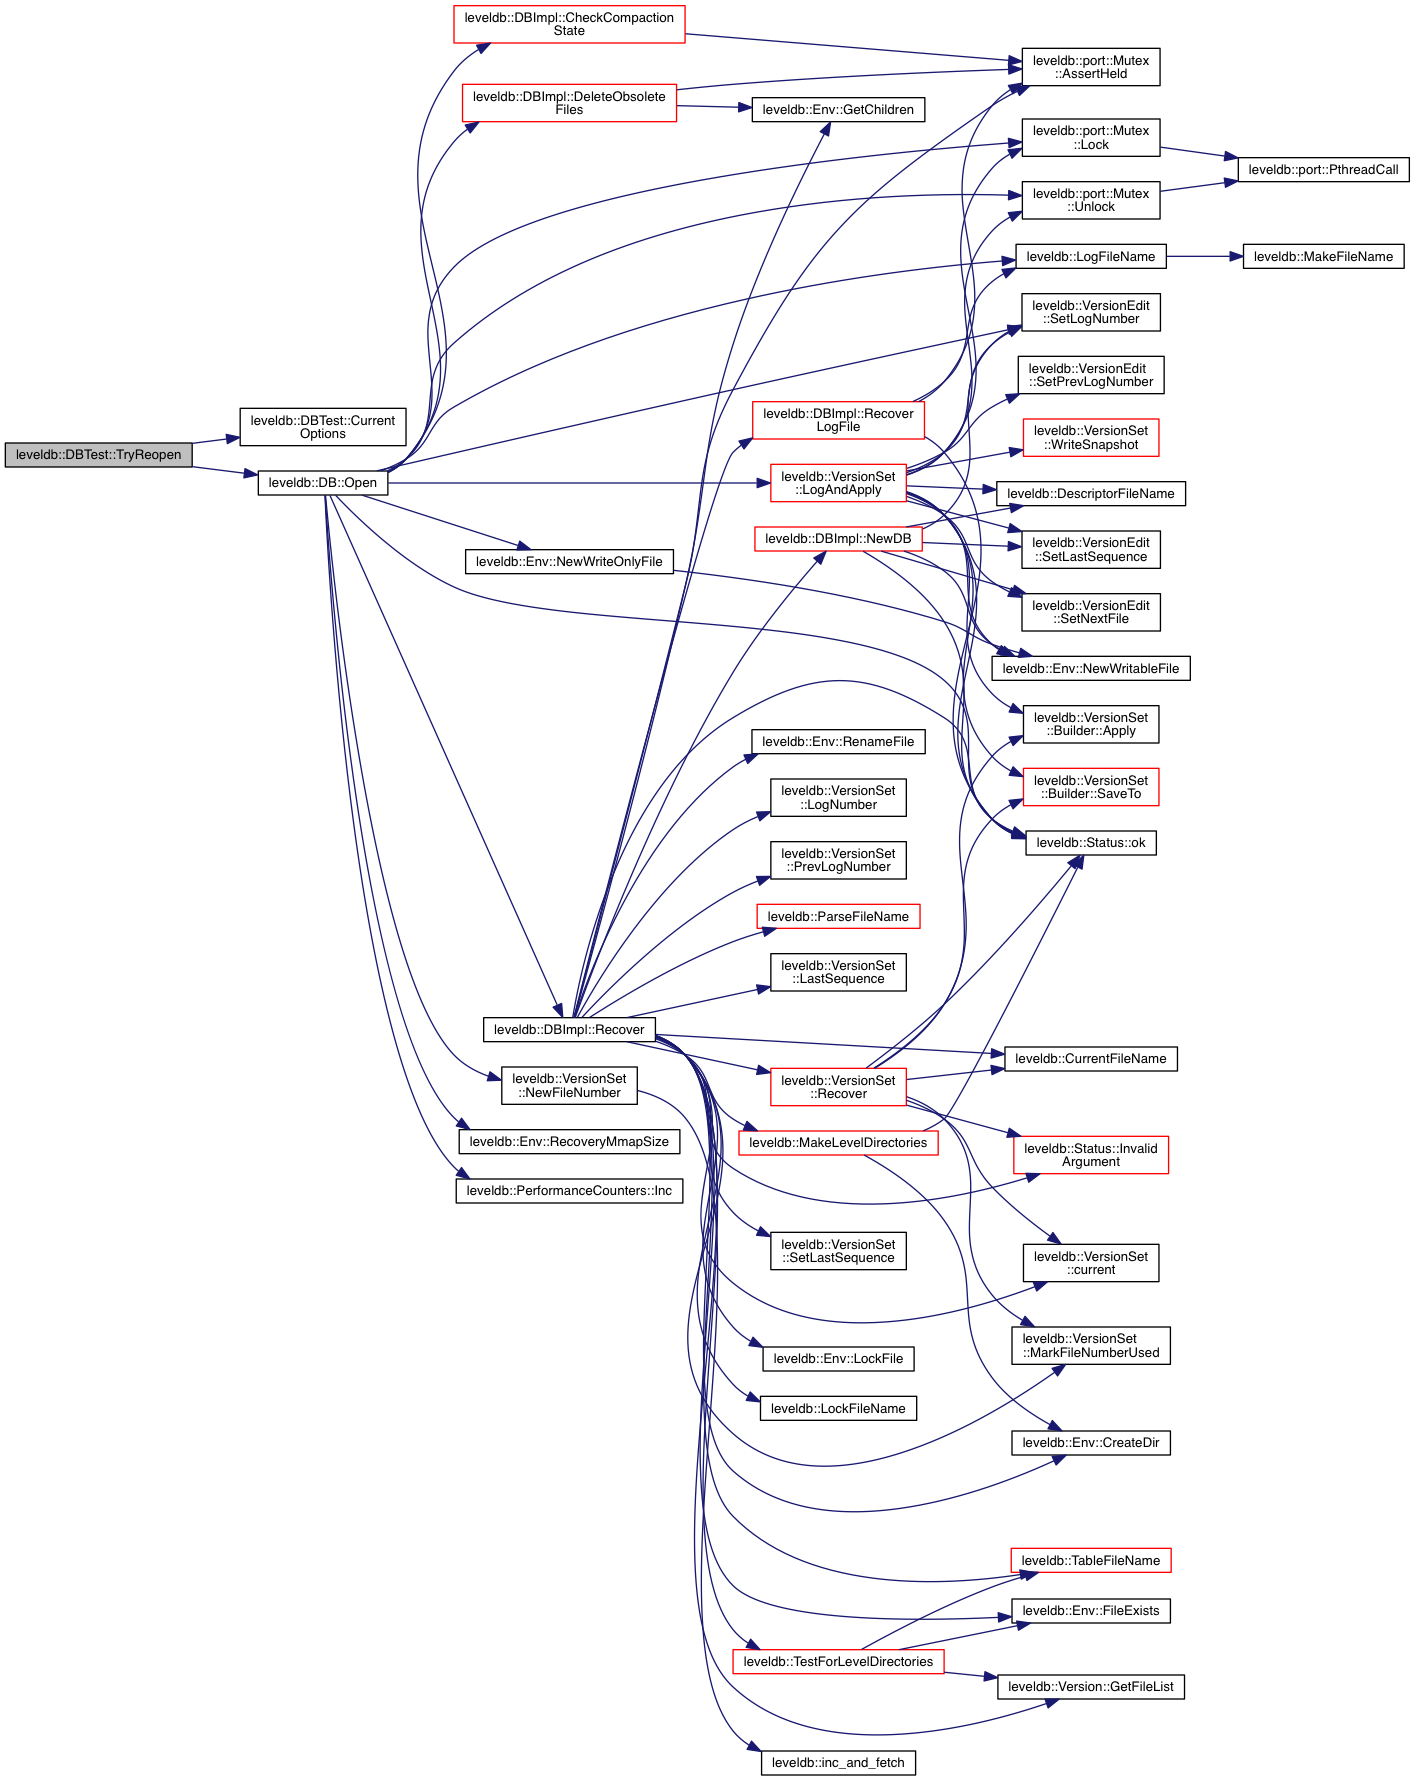 leveldb::DBImpl::CheckCompaction
State
leveldb::port::Mutex
::AssertHeld
leveldb::DBImpl::DeleteObsolete
Files
leveldb::Env::GetChildren
leveldb::port::Mutex
::Lock
leveldb::port::PthreadCall
leveldb::port::Mutex
::Unlock
leveldb::LogFileName
leveldb::MakeFileName
leveldb::VersionEdit
::SetLogNumber
leveldb::VersionEdit
::SetPrevLogNumber
leveldb::DBTest::Current
Options
leveldb::DBImpl::Recover
LogFile
leveldb::VersionSet
::WriteSnapshot
leveldb::DBTest::TryReopen
leveldb::DB::Open
leveldb::VersionSet
::LogAndApply
leveldb::DescriptorFileName
leveldb::DBImpl::NewDB
leveldb::VersionEdit
::SetLastSequence
leveldb::Env::NewWriteOnlyFile
leveldb::VersionEdit
::SetNextFile
leveldb::Env::NewWritableFile
leveldb::VersionSet
::Builder::Apply
leveldb::Env::RenameFile
leveldb::VersionSet
::Builder::SaveTo
leveldb::VersionSet
::LogNumber
leveldb::Status::ok
leveldb::VersionSet
::PrevLogNumber
leveldb::ParseFileName
leveldb::VersionSet
::LastSequence
leveldb::DBImpl::Recover
leveldb::CurrentFileName
leveldb::VersionSet
::NewFileNumber
leveldb::VersionSet
::Recover
leveldb::Env::RecoveryMmapSize
leveldb::MakeLevelDirectories
leveldb::Status::Invalid
Argument
leveldb::PerformanceCounters::Inc
leveldb::VersionSet
::SetLastSequence
leveldb::VersionSet
::current
leveldb::Env::LockFile
leveldb::VersionSet
::MarkFileNumberUsed
leveldb::LockFileName
leveldb::Env::CreateDir
leveldb::TableFileName
leveldb::Env::FileExists
leveldb::TestForLevelDirectories
leveldb::Version::GetFileList
leveldb::inc_and_fetch